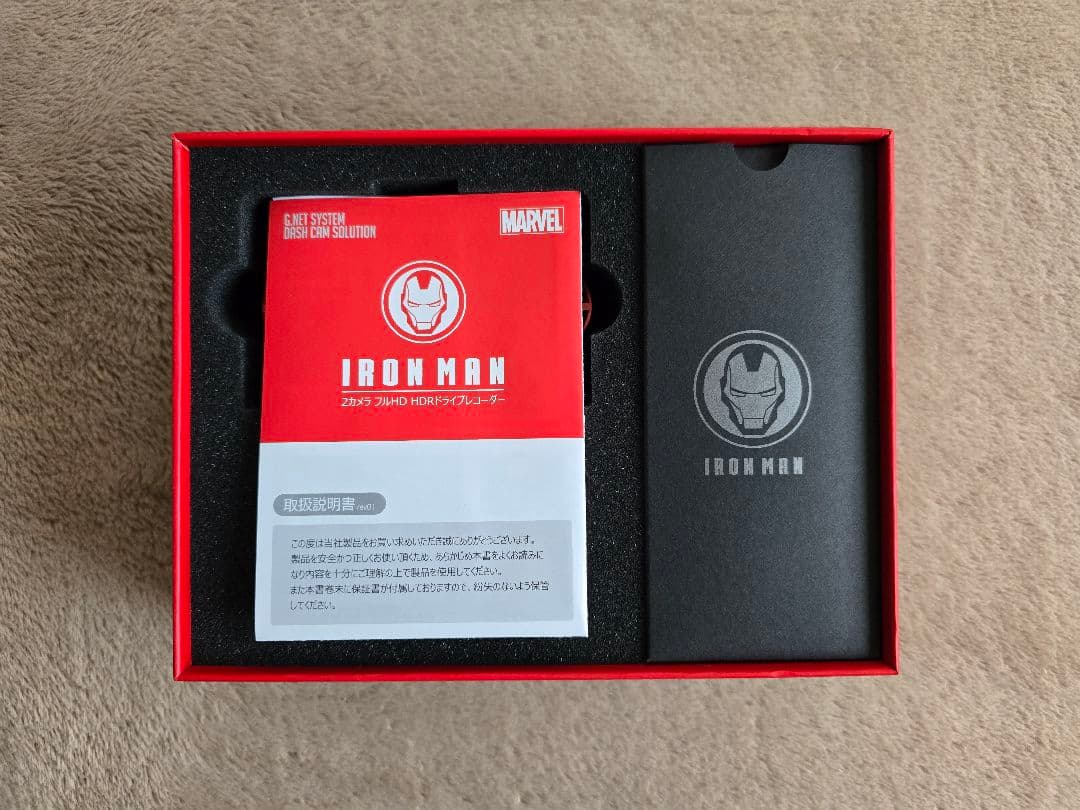 G.NET SYSTEM
DASH CAM SOLUTION
MARVEL
IRON MAN
2カメラ フルHD HDRドライブレコーダー
取扱説明書 rev01
この度は当社製品をお買い求めいただき誠にありがとうございます。
製品を安全かつ正しくお使い頂くため、あらかじめ本書をよくお読みに
なり内容を十分にご理解の上で製品を使用してください。
また本書巻末に保証書が付属しておりますので、紛失のないよう保管
してください。
IRON MAN